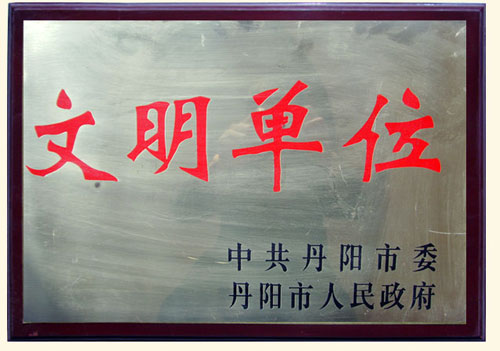 文明单位
中共丹阳市委
丹阳市人民政府